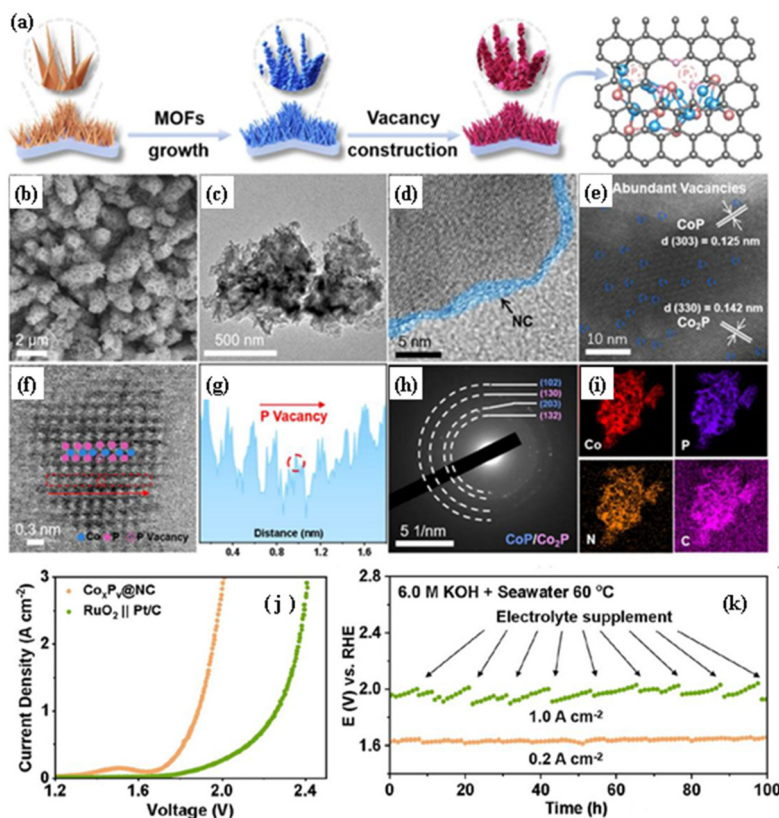 (a)
MOFs
growth
Vacancy
construction
(b)
2 μm
(c)
500 nm
(d)
NC
5 nm
(e)
Abundant Vacancies
CoP
d (303) = 0.125 nm
d (330) = 0.142 nm
Co₂P
10 nm
(f)
0.3 nm
Co P P Vacancy
(g)
P Vacancy
0.4 0.8 1.2 1.6
Distance (nm)
(h)
(102)
(130)
(203)
(132)
5 1/nm
CoP/Co₂P
(i)
Co
P
N
C
(j)
CoₓPᵥ@NC
RuO₂ || Pt/C
Current Density (A cm⁻²)
3
2
1
0
1.2 1.6 2.0 2.4
Voltage (V)
(k)
6.0 M KOH + Seawater 60 °C
Electrolyte supplement
1.0 A cm⁻²
0.2 A cm⁻²
E (V) vs. RHE
2.8
2.4
2.0
1.6
0 20 40 60 80 100
Time (h)